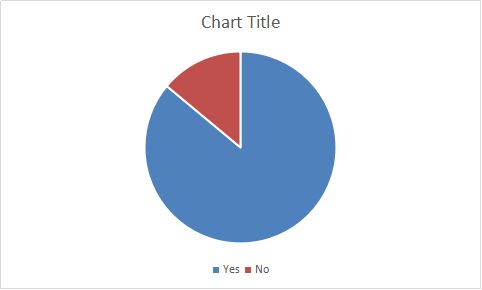 Chart Title
Yes No